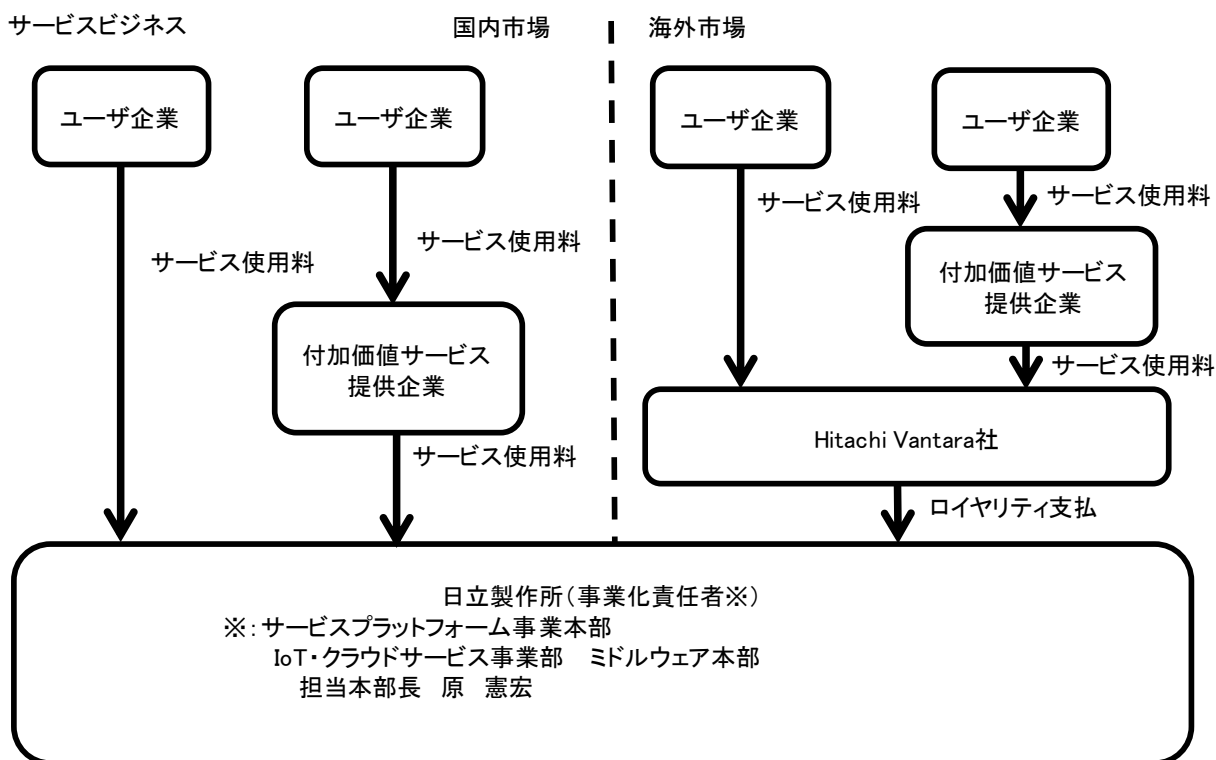 サービスビジネス
国内市場
海外市場
ユーザ企業
ユーザ企業
ユーザ企業
ユーザ企業
サービス使用料
サービス使用料
サービス使用料
サービス使用料
付加価値サービス
提供企業
付加価値サービス
提供企業
サービス使用料
サービス使用料
Hitachi Vantara社
ロイヤリティ支払
日立製作所(事業化責任者※)
※:サービスプラットフォーム事業本部
IoT・クラウドサービス事業部 ミドルウェア本部
担当本部長 原 憲宏